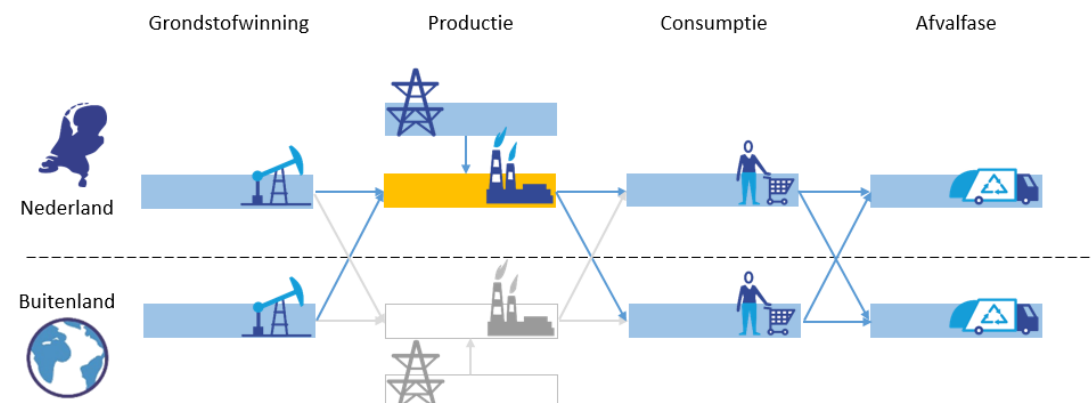 Grondstofwinning
Productie
Consumptie
Afvalfase
Nederland
Buitenland